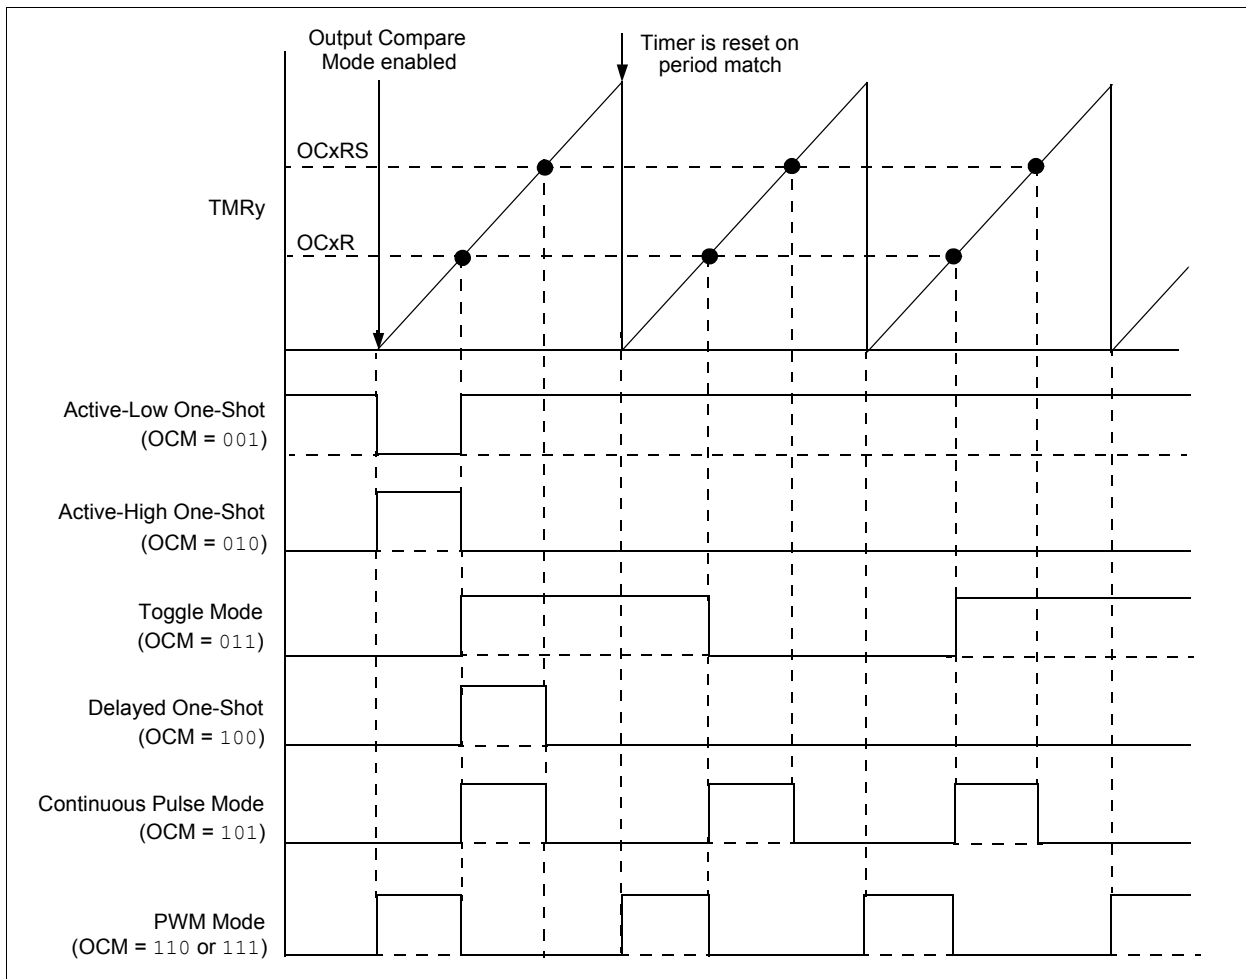 Output Compare
Mode enabled
Timer is reset on
period match
OCxRS
TMRy
OCxR
Active-Low One-Shot
(OCM = 001)
Active-High One-Shot
(OCM = 010)
Toggle Mode
(OCM = 011)
Delayed One-Shot
(OCM = 100)
Continuous Pulse Mode
(OCM = 101)
PWM Mode
(OCM = 110 or 111)